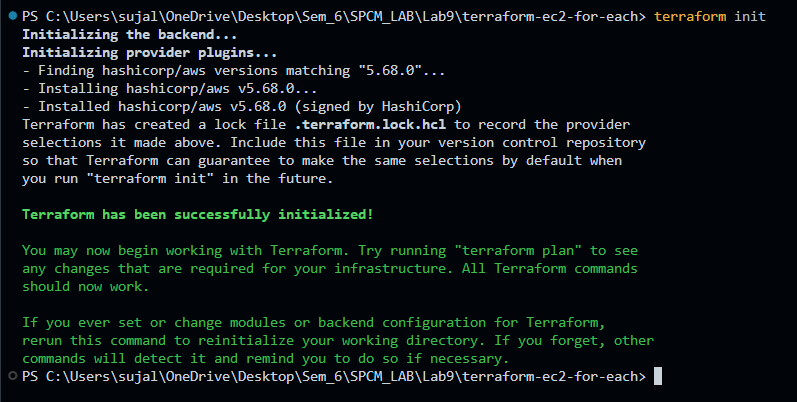 PS C:\Users\sujal\OneDrive\Desktop\Sem_6\SPCM_LAB\Lab9\terraform-ec2-for-each> terraform init
Initializing the backend...
Initializing provider plugins...
- Finding hashicorp/aws versions matching "5.68.0"...
- Installing hashicorp/aws v5.68.0...
- Installed hashicorp/aws v5.68.0 (signed by HashiCorp)
Terraform has created a lock file .terraform.lock.hcl to record the provider
selections it made above. Include this file in your version control repository
so that Terraform can guarantee to make the same selections by default when
you run "terraform init" in the future.
Terraform has been successfully initialized!
You may now begin working with Terraform. Try running "terraform plan" to see
any changes that are required for your infrastructure. All Terraform commands
should now work.
If you ever set or change modules or backend configuration for Terraform,
rerun this command to reinitialize your working directory. If you forget, other
commands will detect it and remind you to do so if necessary.
PS C:\Users\sujal\OneDrive\Desktop\Sem_6\SPCM_LAB\Lab9\terraform-ec2-for-each>